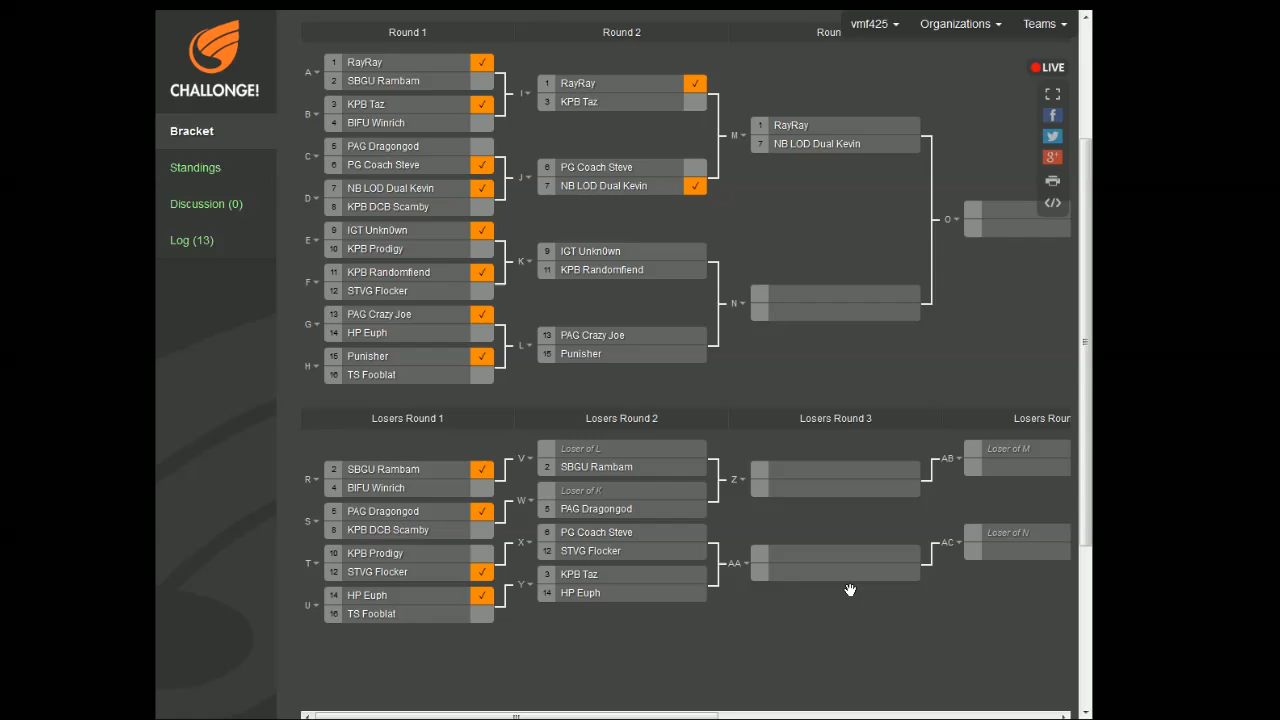 vmf425 Organizations Teams
CHALLONGE!
Bracket
Standings
Discussion (0)
Log (13)
LIVE
Round 1
A
1 RayRay ✓
2 SBGU Rambam
B
3 KPB Taz ✓
4 BIFU Winrich
C
5 PAG Dragongod
6 PG Coach Steve ✓
D
7 NB LOD Dual Kevin ✓
8 KPB DCB Scamby
E
9 IGT Unkn0wn ✓
10 KPB Prodigy
F
11 KPB Randomfiend ✓
12 STVG Flocker
G
13 PAG Crazy Joe ✓
14 HP Euph
H
15 Punisher ✓
16 TS Fooblat
Round 2
I
1 RayRay ✓
3 KPB Taz
J
6 PG Coach Steve
7 NB LOD Dual Kevin ✓
K
9 IGT Unkn0wn
11 KPB Randomfiend
L
13 PAG Crazy Joe
15 Punisher
Roun
M
1 RayRay
7 NB LOD Dual Kevin
N
O
Losers Round 1
R
2 SBGU Rambam ✓
4 BIFU Winrich
S
5 PAG Dragongod ✓
8 KPB DCB Scamby
T
10 KPB Prodigy
12 STVG Flocker ✓
U
14 HP Euph ✓
16 TS Fooblat
Losers Round 2
V
Loser of L
2 SBGU Rambam
W
Loser of K
5 PAG Dragongod
X
6 PG Coach Steve
12 STVG Flocker
Y
3 KPB Taz
14 HP Euph
Losers Round 3
Z
AA
Losers Roun
AB
Loser of M
AC
Loser of N